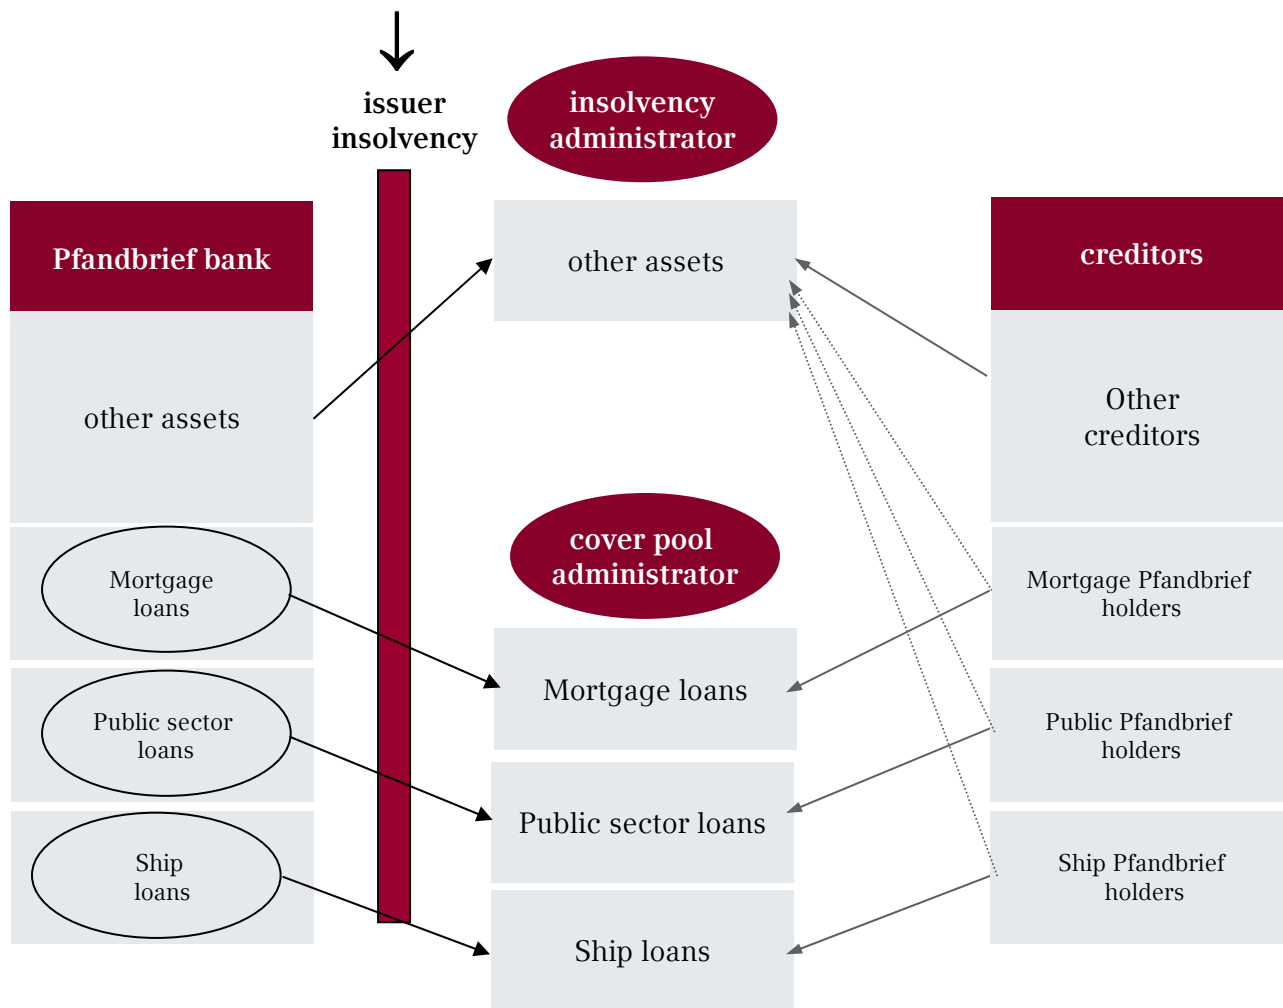 issuer
insolvency
insolvency
administrator
Pfandbrief bank
other assets
Mortgage
loans
Public sector
loans
Ship
loans
other assets
cover pool
administrator
Mortgage loans
Public sector loans
Ship loans
creditors
Other
creditors
Mortgage Pfandbrief
holders
Public Pfandbrief
holders
Ship Pfandbrief
holders